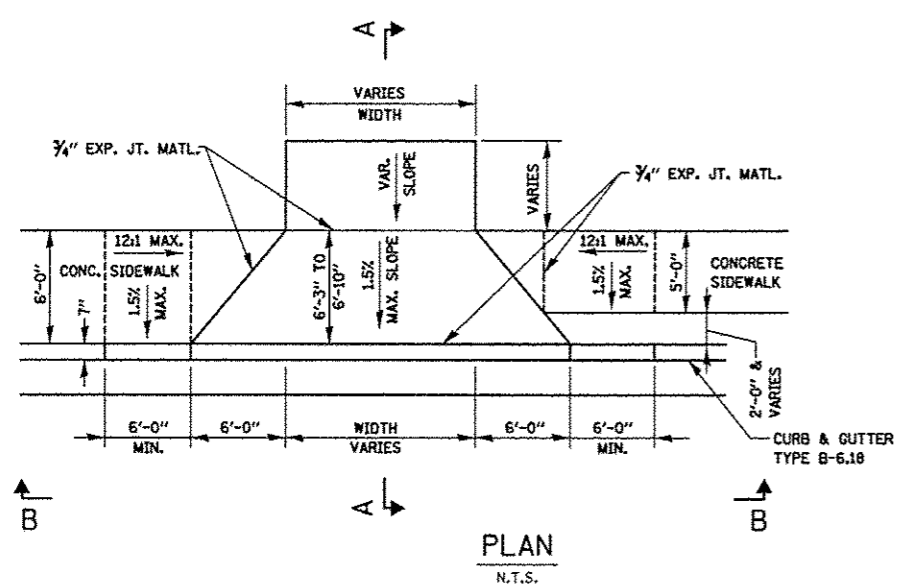 A
VARIES
WIDTH
¾" EXP. JT. MATL.
¾" EXP. JT. MATL.
VAR.
SLOPE
VARIES
12:1 MAX.
CONC. SIDEWALK
1.5%
MAX.
6'-0"
7"
6'-3" TO
6'-10"
1.5%
MAX. SLOPE
12:1 MAX.
1.5%
MAX.
5'-0"
CONCRETE
SIDEWALK
2'-0" &
VARIES
6'-0"
MIN.
6'-0"
WIDTH
VARIES
6'-0"
6'-0"
MIN.
CURB & GUTTER
TYPE B-6.18
B
A
B
PLAN
N.T.S.